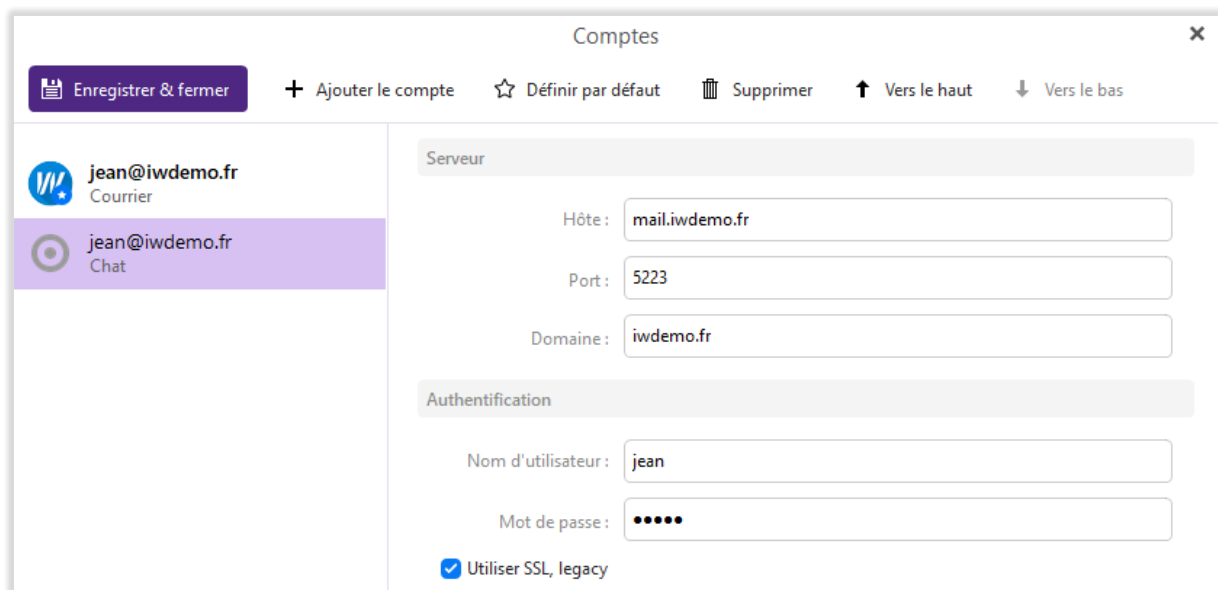 Comptes
Enregistrer & fermer
Ajouter le compte
Définir par défaut
Supprimer
Vers le haut
Vers le bas
jean@iwdemo.fr
Courrier
jean@iwdemo.fr
Chat
Serveur
Hôte : mail.iwdemo.fr
Port : 5223
Domaine : iwdemo.fr
Authentification
Nom d'utilisateur : jean
Mot de passe : •••••
Utiliser SSL, legacy